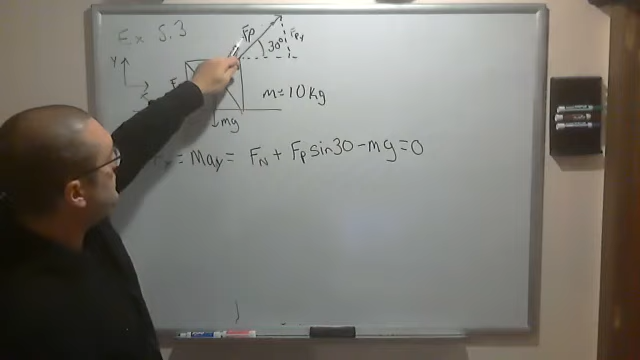 Ex 5.3
Fp
30°
Fpy
y
x
F
m=10kg
mg
= may = FN + Fp sin30 - mg = 0